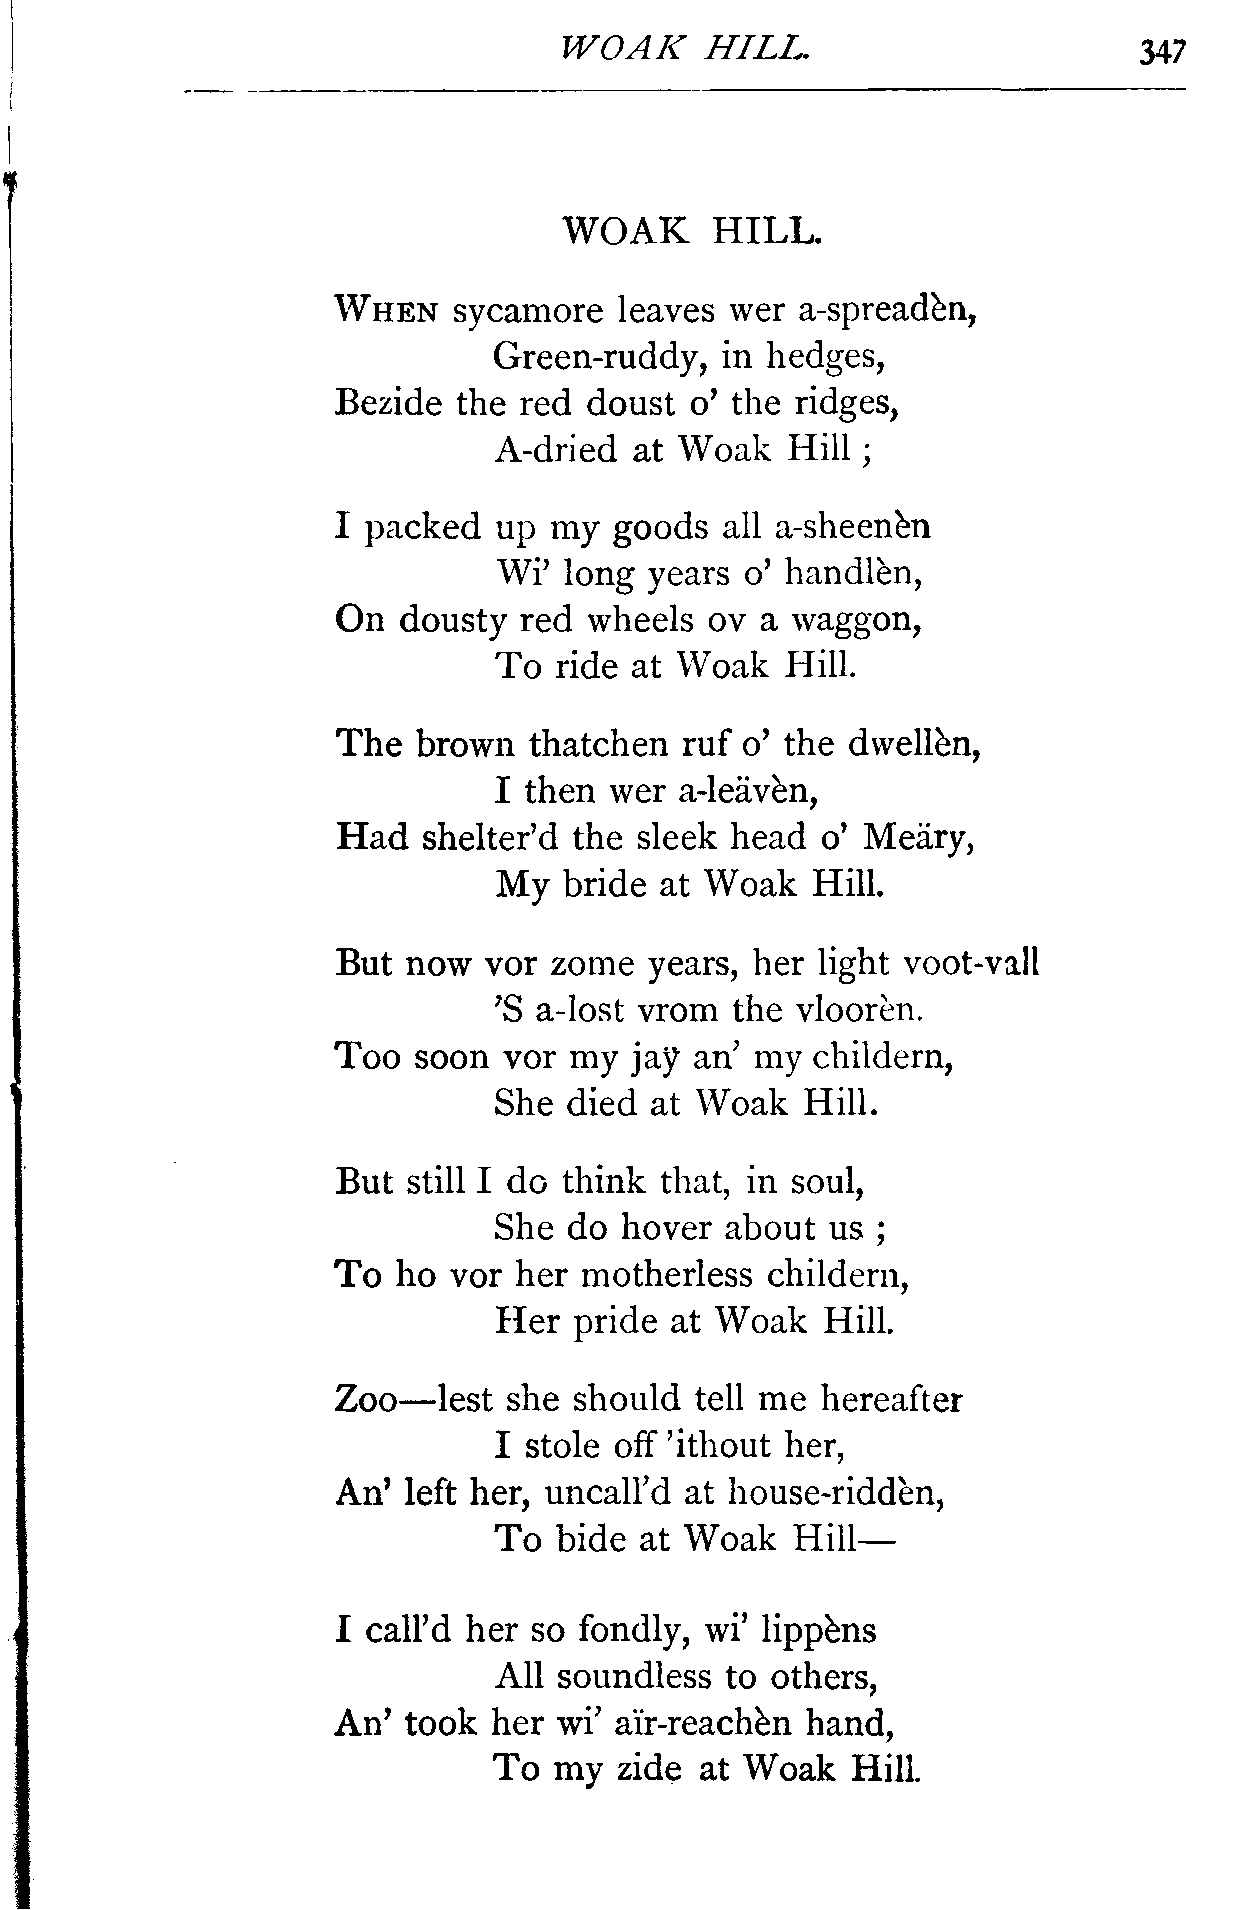 WOAK HILL. 347
WOAK HILL.
WHEN sycamore leaves wer a-spreadèn,
Green-ruddy, in hedges,
Bezide the red doust o' the ridges,
A-dried at Woak Hill ;
I packed up my goods all a-sheenèn
Wi' long years o' handlèn,
On dousty red wheels ov a waggon,
To ride at Woak Hill.
The brown thatchen ruf o' the dwellèn,
I then wer a-leävèn,
Had shelter'd the sleek head o' Meäry,
My bride at Woak Hill.
But now vor zome years, her light voot-vall
'S a-lost vrom the vloorèn.
Too soon vor my jaÿ an' my childern,
She died at Woak Hill.
But still I do think that, in soul,
She do hover about us ;
To ho vor her motherless childern,
Her pride at Woak Hill.
Zoo—lest she should tell me hereafter
I stole off 'ithout her,
An' left her, uncall'd at house-riddèn,
To bide at Woak Hill—
I call'd her so fondly, wi' lippèns
All soundless to others,
An' took her wi' aïr-reachèn hand,
To my zide at Woak Hill.